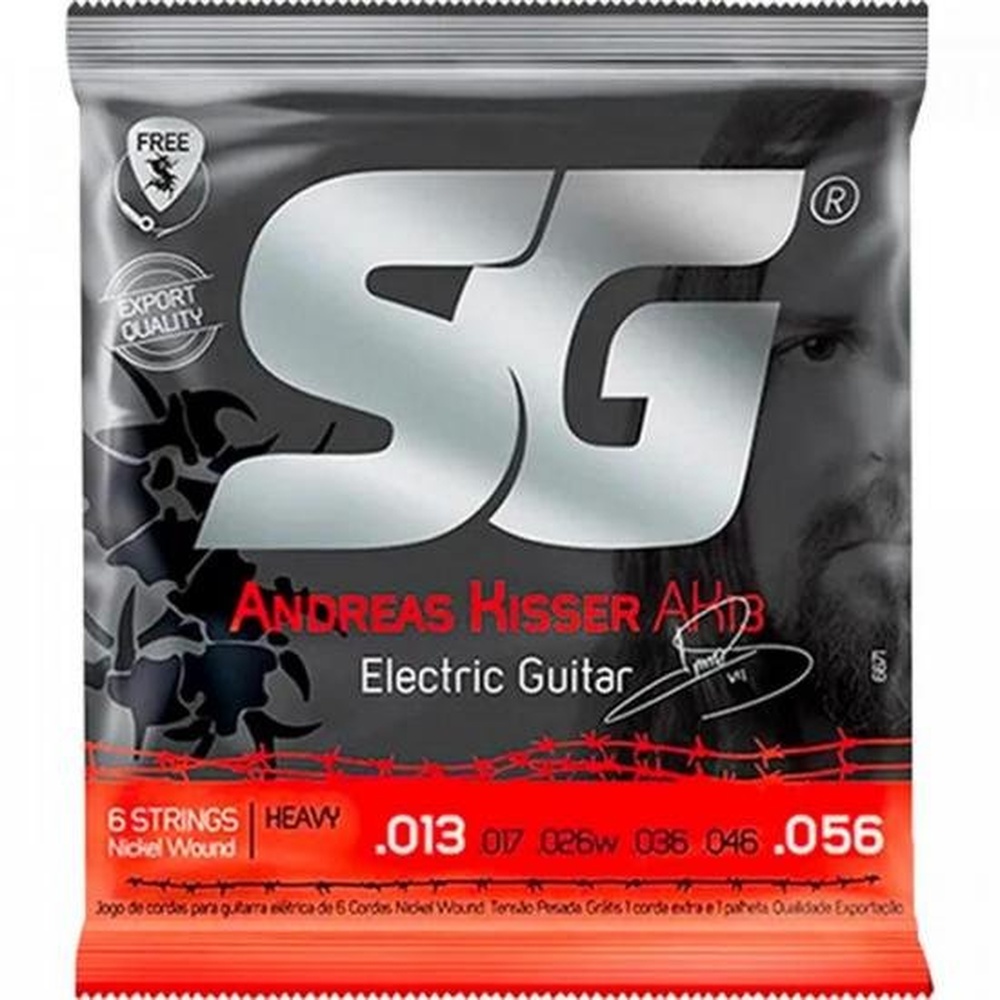 FREE
SG®
EXPORT
QUALITY
ANDREAS KISSER AK13
Electric Guitar
6671
6 STRINGS
Nickel Wound
HEAVY
.013 .017 .026w .036 .046 .056
Jogo de cordas para guitarra elétrica de 6 Cordas Nickel Wound. Tensão Pesada. Grátis 1 corda extra e 1 palheta. Qualidade Exportação.